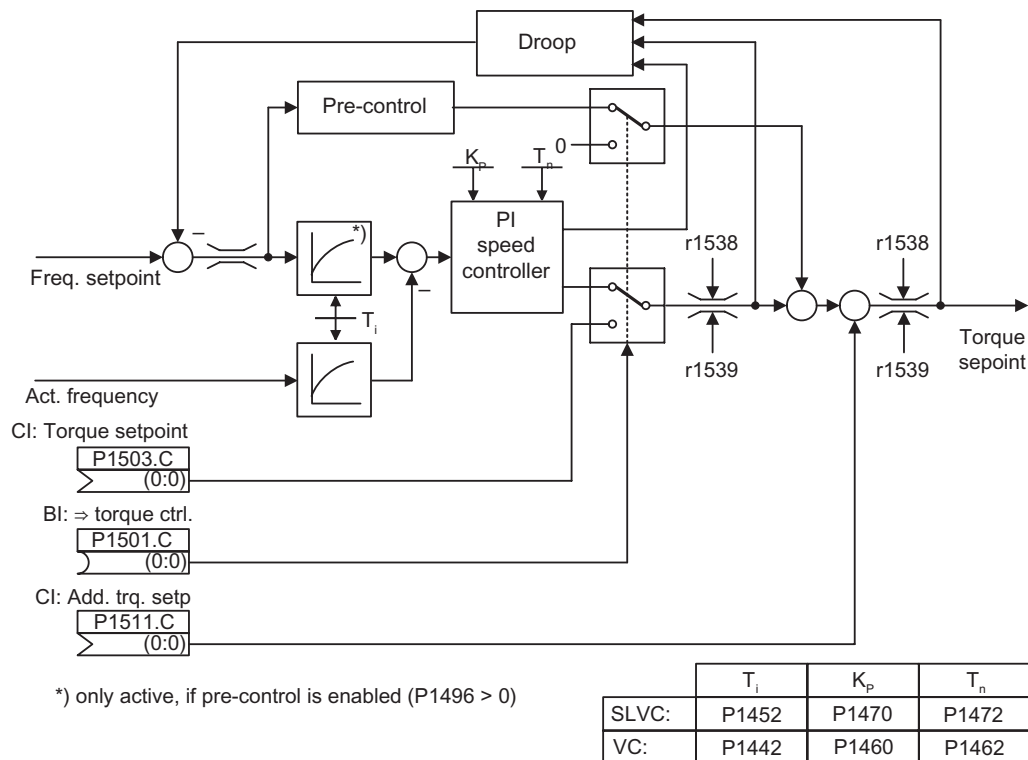 Droop
Pre-control
0
K_P
T_n
PI
speed
controller
*)
–
Freq. setpoint
–
r1538
r1538
T_i
r1539
r1539
Torque
sepoint
Act. frequency
CI: Torque setpoint
P1503.C
(0:0)
BI: ⇒ torque ctrl.
P1501.C
(0:0)
CI: Add. trq. setp
P1511.C
(0:0)
*) only active, if pre-control is enabled (P1496 > 0)
T_i K_P T_n
SLVC: P1452 P1470 P1472
VC: P1442 P1460 P1462